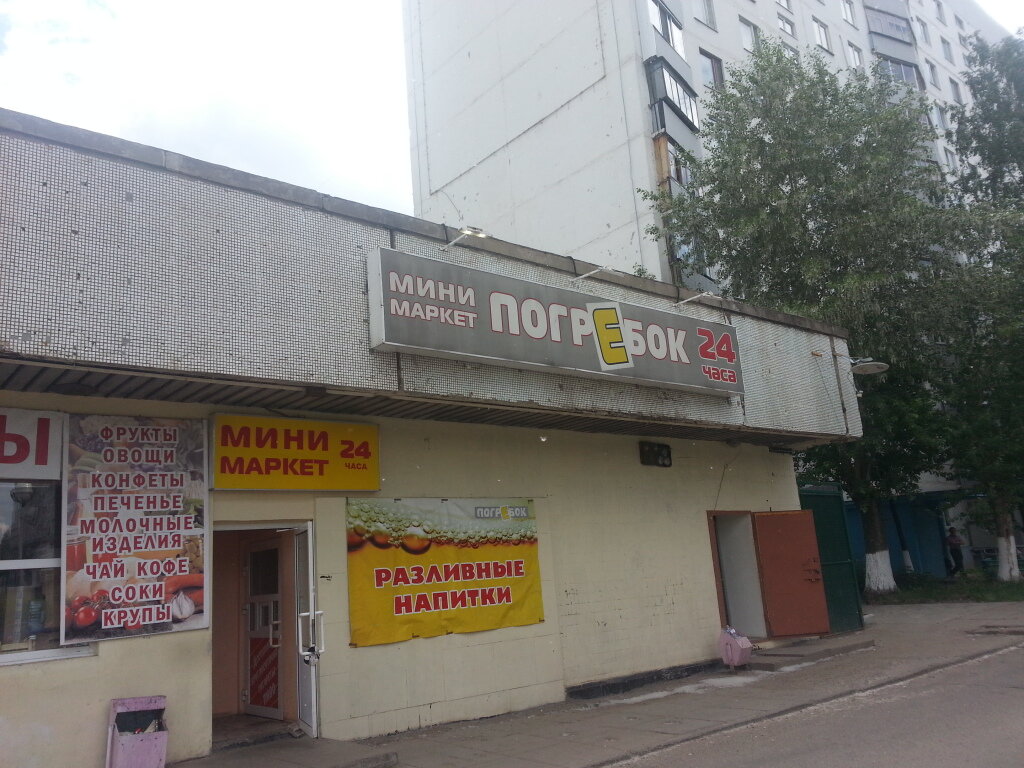 МИНИ
МАРКЕТ
ПОГРЕБОК
24
часа
Ы
ФРУКТЫ
ОВОЩИ
КОНФЕТЫ
ПЕЧЕНЬЕ
МОЛОЧНЫЕ
ИЗДЕЛИЯ
ЧАЙ КОФЕ
СОКИ
КРУПЫ
МИНИ
МАРКЕТ
24
ЧАСА
ПОГРЕБОК
РАЗЛИВНЫЕ
НАПИТКИ